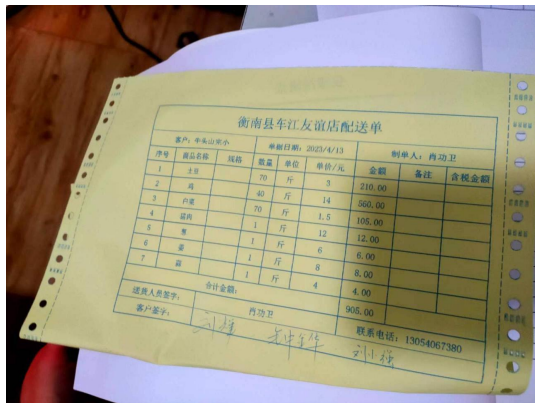 衡南县车江友谊店配送单
客户：牛头山完小 单据日期：2023/4/13 制单人：肖功卫
序号 商品名称 规格 数量 单位 单价/元 金额 备注 含税金额
1 土豆 70 斤 3 210.00
2 鸡 40 斤 14 560.00
3 白菜 70 斤 1.5 105.00
4 1 斤 12 12.00
5 葱 1 斤 6 6.00
6 姜 1 斤 8 8.00
7 蒜 1 斤 4 4.00
合计金额： 905.00
送货人员签字： 肖功卫 联系电话：13054067380
客户签字：